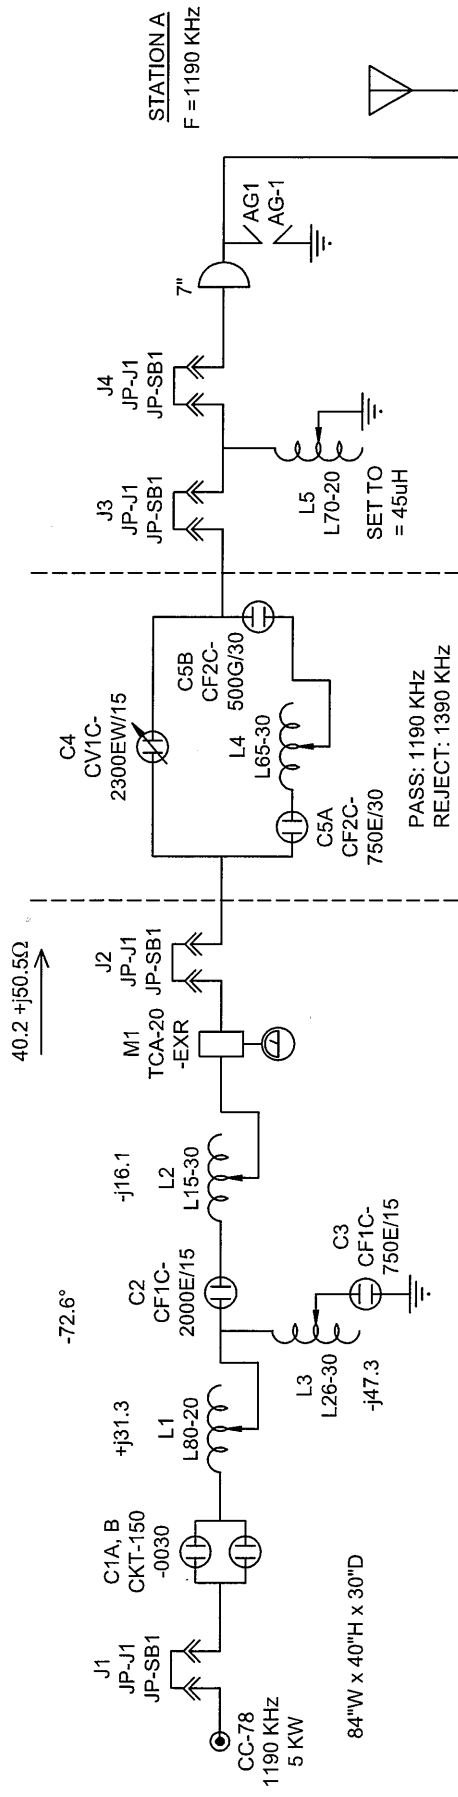 CC-78
1190 KHz
5 KW
84"W x 40"H x 30"D
J1
JP-J1
JP-SB1
C1A, B
CKT-150
-0030
+j31.3
L1
L80-20
-72.6°
C2
CF1C-
2000E/15
L3
L26-30
-j47.3
C3
CF1C-
750E/15
-j16.1
L2
L15-30
M1
TCA-20
-EXR
40.2 +j50.5Ω
J2
JP-J1
JP-SB1
C4
CV1C-
2300EW/15
C5A
CF2C-
750E/30
L4
L65-30
C5B
CF2C-
500G/30
PASS: 1190 KHz
REJECT: 1390 KHz
J3
JP-J1
JP-SB1
L5
L70-20
SET TO
= 45uH
J4
JP-J1
JP-SB1
7"
AG1
AG-1
STATION A
F = 1190 KHz